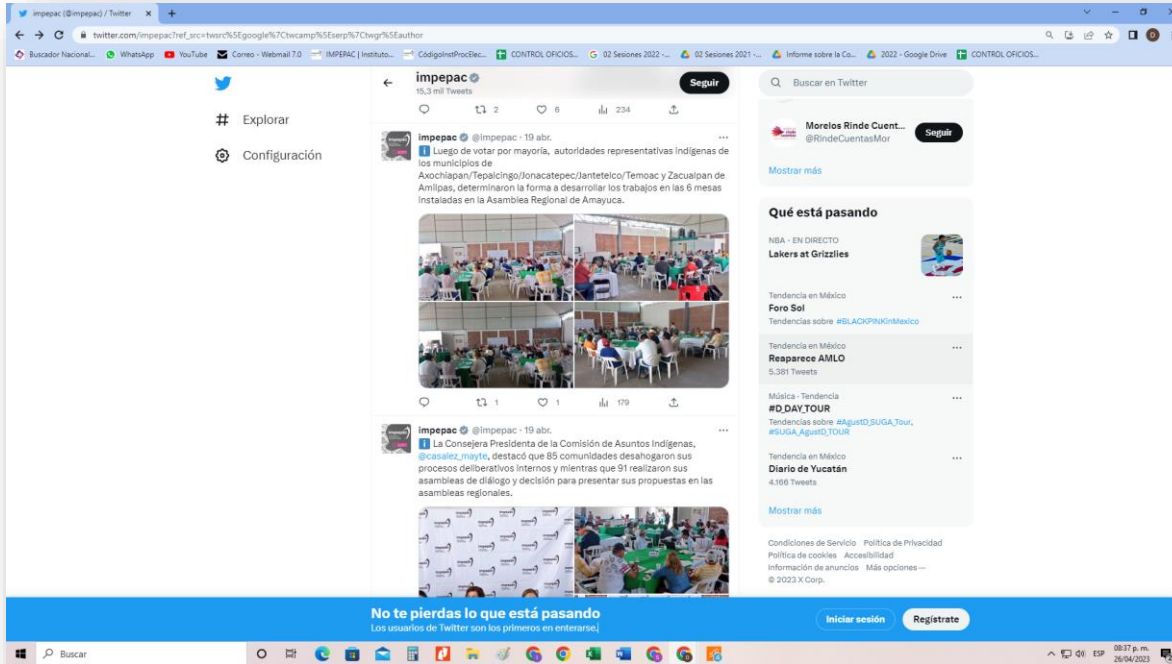 impepac (@impepac) / Twitter
twitter.com/impepac?ref_src=twsrc%5Egoogle%7Ctwcamp%5Eserp%7Ctwgr%5Eauthor
Buscador Nacional...
WhatsApp
YouTube
Correo - Webmail 7.0
IMPEPAC | Instituto...
CódigoInstProcElec...
CONTROL OFICIOS...
02 Sesiones 2022 -...
02 Sesiones 2021 -...
Informe sobre la Co...
2022 - Google Drive
CONTROL OFICIOS...
Explorar
Configuración
impepac
15,3 mil Tweets
Seguir
2 6 234
impepac @impepac · 19 abr.
Luego de votar por mayoría, autoridades representativas indígenas de
los municipios de
Axochiapan/Tepalcingo/Jonacatepec/Jantetelco/Temoac y Zacualpan de
Amilpas, determinaron la forma a desarrollar los trabajos en las 6 mesas
instaladas en la Asamblea Regional de Amayuca.
1 1 179
impepac @impepac · 19 abr.
La Consejera Presidenta de la Comisión de Asuntos Indígenas,
@casalez_mayte, destacó que 85 comunidades desahogaron sus
procesos deliberativos internos y mientras que 91 realizaron sus
asambleas de diálogo y decisión para presentar sus propuestas en las
asambleas regionales.
Buscar en Twitter
Morelos Rinde Cuent...
@RindeCuentasMor
Seguir
Mostrar más
Qué está pasando
NBA · EN DIRECTO
Lakers at Grizzlies
Tendencia en México
Foro Sol
Tendencias sobre #BLACKPINKinMexico
Tendencia en México
Reaparece AMLO
5.381 Tweets
Música · Tendencia
#D_DAY_TOUR
Tendencias sobre #AgustD_SUGA_Tour,
#SUGA_AgustD_TOUR
Tendencia en México
Diario de Yucatán
4.166 Tweets
Mostrar más
Condiciones de Servicio Política de Privacidad
Política de cookies Accesibilidad
Información de anuncios Más opciones
© 2023 X Corp.
No te pierdas lo que está pasando
Los usuarios de Twitter son los primeros en enterarse.
Iniciar sesión
Regístrate
Buscar
ESP
08:37 p. m.
26/04/2023